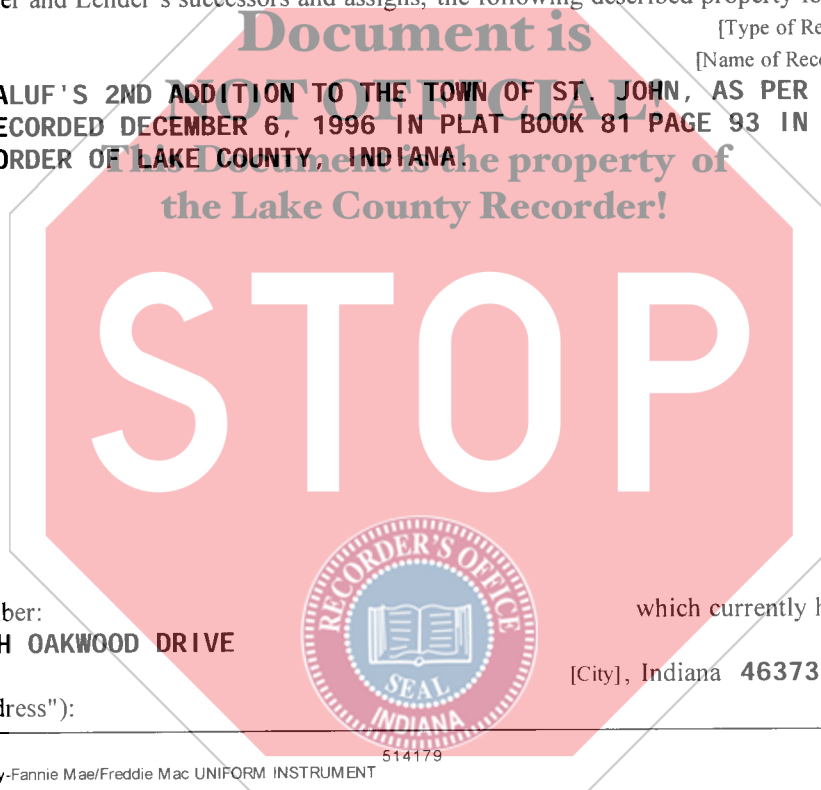 er and Lender's successors and assigns, the following described property lo
Document is
[Type of Re
[Name of Reco
NOT OFFICIAL!
ALUF'S 2ND ADDITION TO THE TOWN OF ST. JOHN, AS PER
ECORDED DECEMBER 6, 1996 IN PLAT BOOK 81 PAGE 93 IN
ORDER OF LAKE COUNTY, INDIANA.
This Document is the property of
the Lake County Recorder!
STOP
RECORDER'S OFFICE
SEAL
INDIANA
ber:
which currently h
H OAKWOOD DRIVE
[City], Indiana 46373
dress"):
514179
y-Fannie Mae/Freddie Mac UNIFORM INSTRUMENT